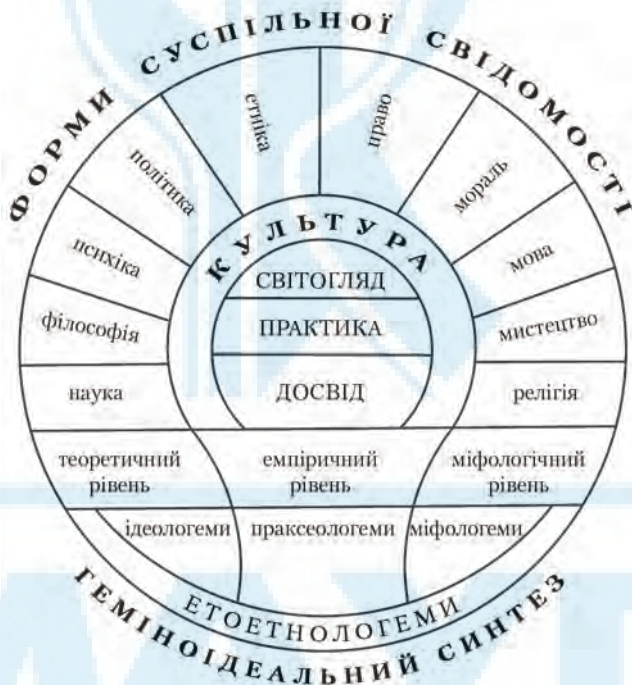 ФОРМИ СУСПІЛЬНОЇ СВІДОМОСТІ
наука
філософія
психіка
політика
етніка
право
мораль
мова
мистецтво
релігія
КУЛЬТУРА
СВІТОГЛЯД
ПРАКТИКА
ДОСВІД
теоретичний
рівень
емпіричний
рівень
міфологічний
рівень
ідеологеми
праксеологеми
міфологеми
ЕТОЕТНОЛОГЕМИ
ГЕМІНОІДЕАЛЬНИЙ СИНТЕЗ